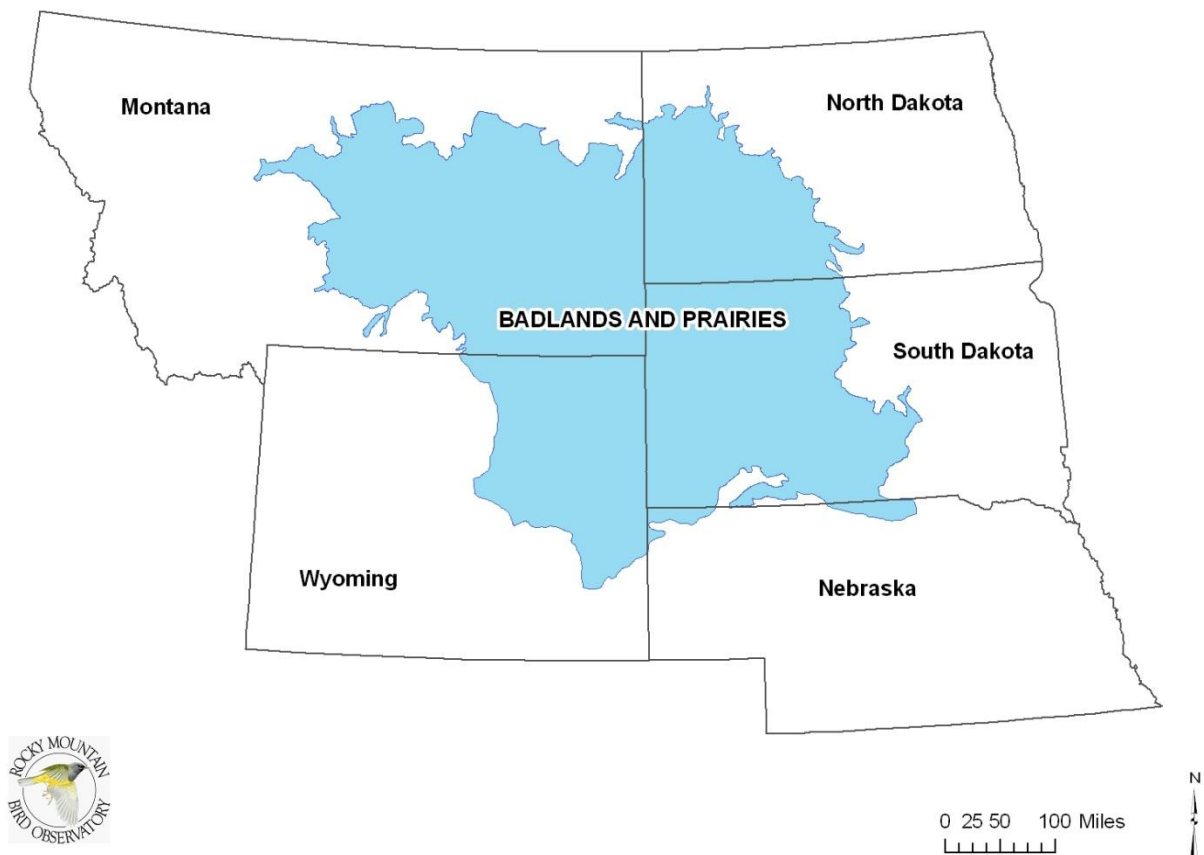 Montana
North Dakota
BADLANDS AND PRAIRIES
South Dakota
Wyoming
Nebraska
ROCKY MOUNTAIN
BIRD OBSERVATORY
N
0 25 50 100 Miles